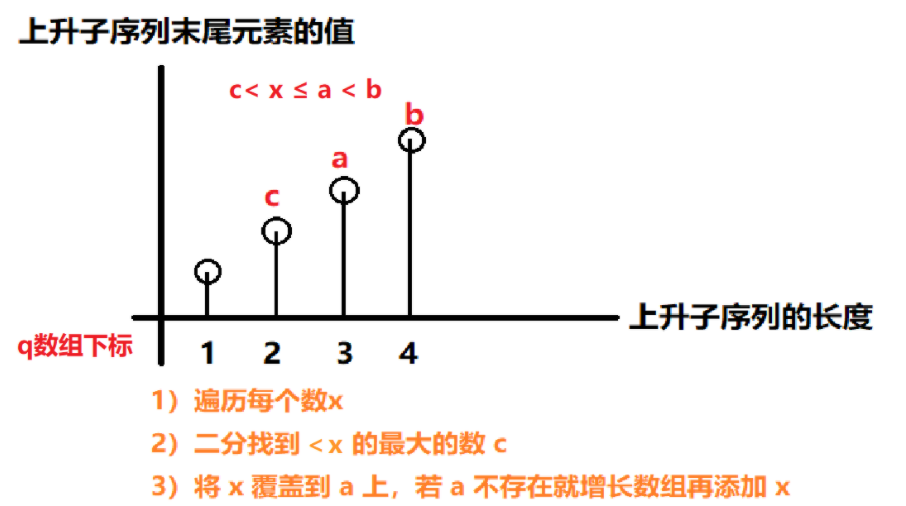 上升子序列末尾元素的值
c< x ≤ a < b
b
a
c
上升子序列的长度
q数组下标
1 2 3 4
1）遍历每个数x
2）二分找到 <x 的最大的数 c
3）将 x 覆盖到 a 上，若 a 不存在就增长数组再添加 x